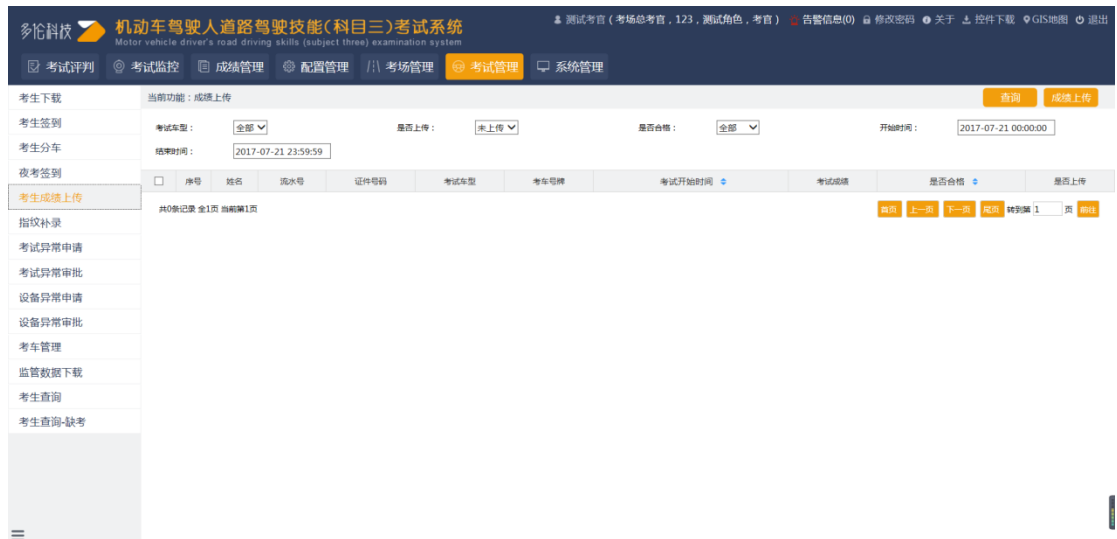 多伦科技
机动车驾驶人道路驾驶技能(科目三)考试系统
Motor vehicle driver's road driving skills (subject three) examination system
测试考官 ( 考场总考官 , 123 , 测试角色 , 考官 ) 告警信息(0) 修改密码 关于 控件下载 GIS地图 退出
考试评判 考试监控 成绩管理 配置管理 考场管理 考试管理 系统管理
考生下载
考生签到
考生分车
夜考签到
考生成绩上传
指纹补录
考试异常申请
考试异常审批
设备异常申请
设备异常审批
考车管理
监管数据下载
考生查询
考生查询-缺考
当前功能 : 成绩上传 查询 成绩上传
考试车型 : 全部 是否上传 : 未上传 是否合格 : 全部 开始时间 : 2017-07-21 00:00:00
结束时间 : 2017-07-21 23:59:59
序号 姓名 流水号 证件号码 考试车型 考车号牌 考试开始时间 考试成绩 是否合格 是否上传
共0条记录 全1页 当前第1页 首页 上一页 下一页 尾页 转到第 1 页 前往